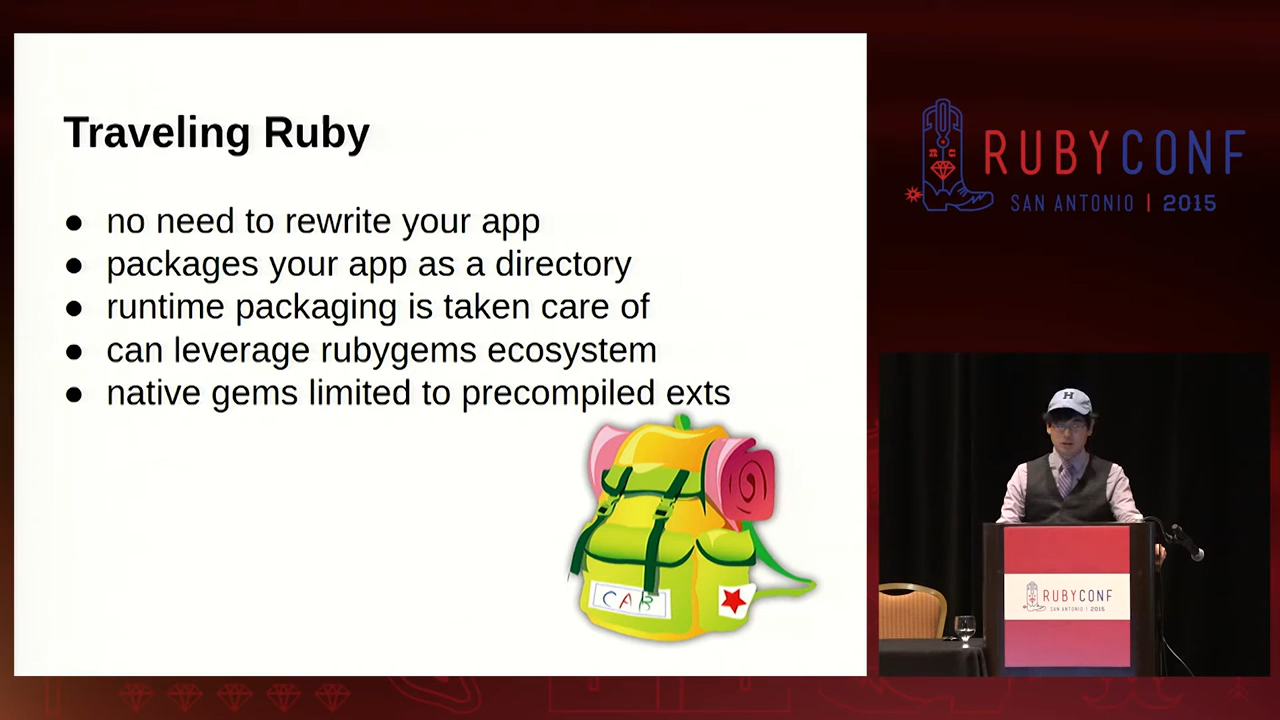 Traveling Ruby
● no need to rewrite your app
● packages your app as a directory
● runtime packaging is taken care of
● can leverage rubygems ecosystem
● native gems limited to precompiled exts
CAR
RUBYCONF
SAN ANTONIO | 2015
H
RUBYCONF
SAN ANTONIO | 2015